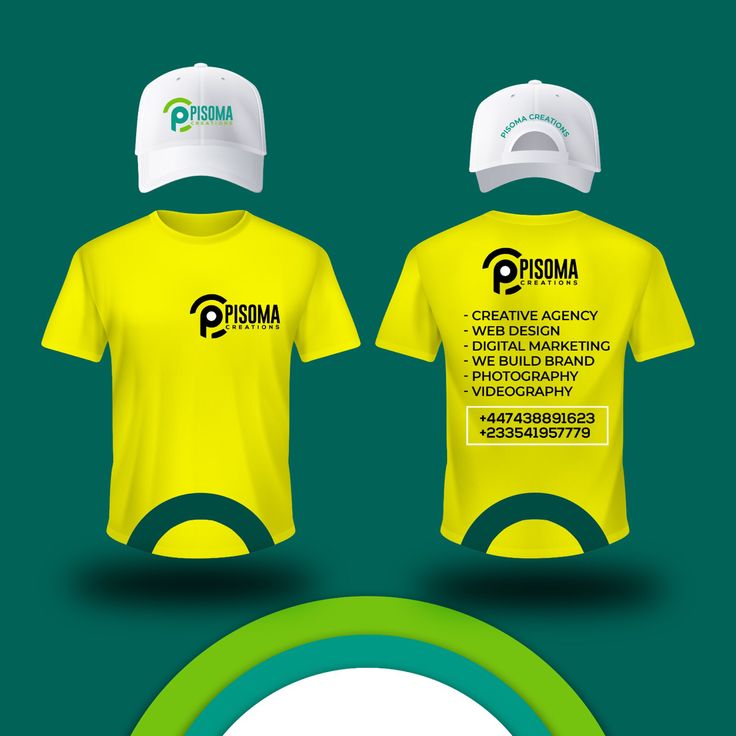 PISOMA
CREATIONS
PISOMA CREATIONS
PISOMA
CREATIONS
PISOMA
CREATIONS
- CREATIVE AGENCY
- WEB DESIGN
- DIGITAL MARKETING
- WE BUILD BRAND
- PHOTOGRAPHY
- VIDEOGRAPHY
+447438891623
+233541957779